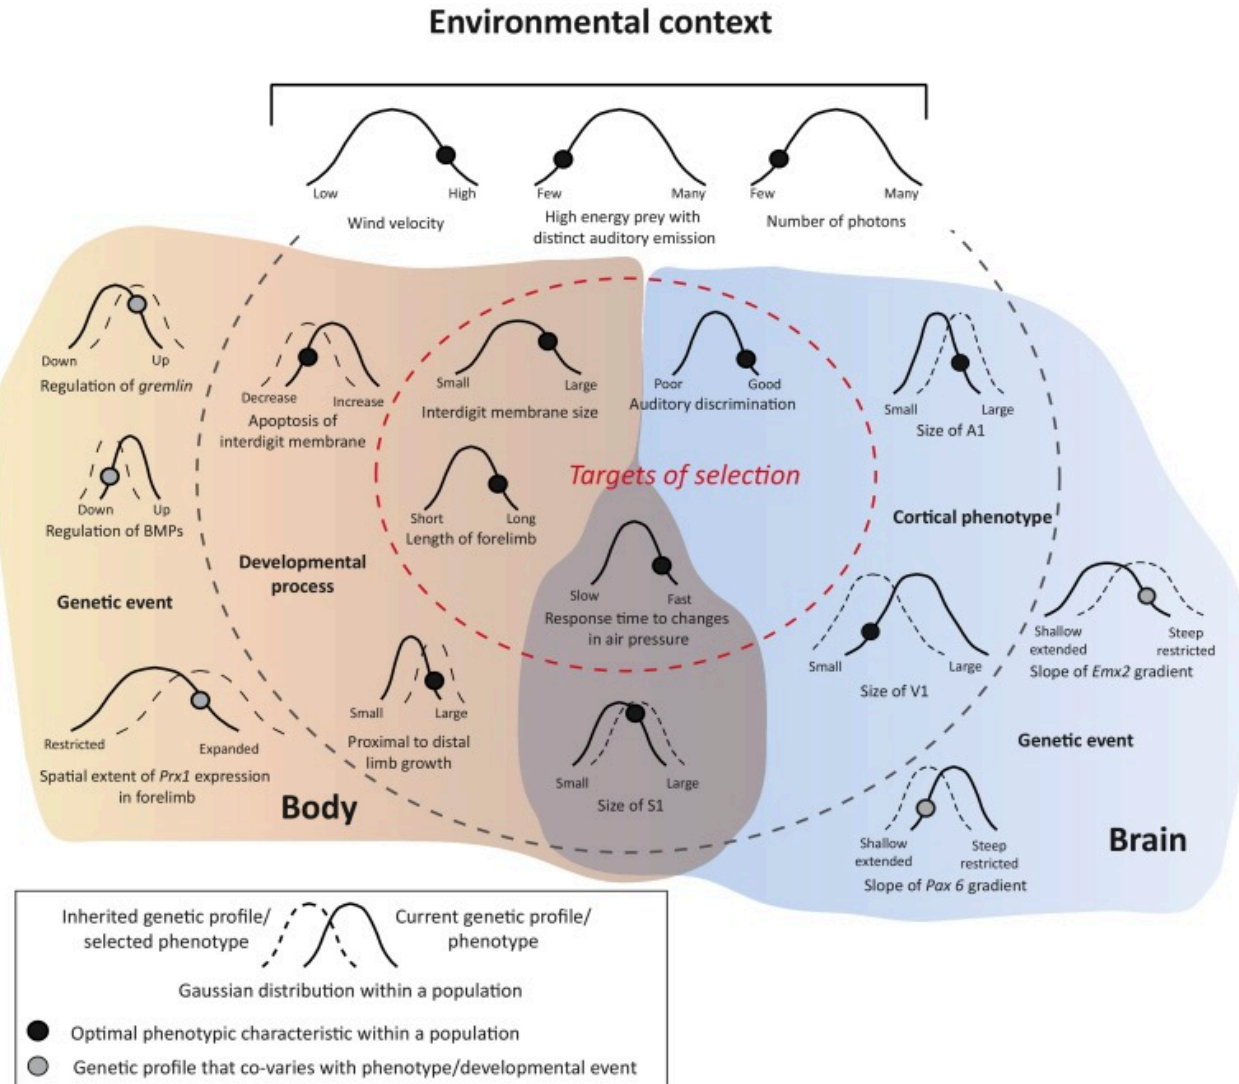 Environmental context
Low
High
Wind velocity
Few
Many
High energy prey with
distinct auditory emission
Few
Many
Number of photons
Down
Up
Regulation of gremlin
Decrease
Increase
Apoptosis of
interdigit membrane
Small
Large
Interdigit membrane size
Poor
Good
Auditory discrimination
Small
Large
Size of A1
Down
Up
Regulation of BMPs
Short
Long
Length of forelimb
Targets of selection
Cortical phenotype
Developmental
process
Genetic event
Slow
Fast
Response time to changes
in air pressure
Small
Large
Size of V1
Shallow
extended
Steep
restricted
Slope of Emx2 gradient
Restricted
Expanded
Spatial extent of Prx1 expression
in forelimb
Small
Large
Proximal to distal
limb growth
Small
Large
Size of S1
Genetic event
Body
Shallow
extended
Steep
restricted
Slope of Pax 6 gradient
Brain
Inherited genetic profile/
selected phenotype
Current genetic profile/
phenotype
Gaussian distribution within a population
Optimal phenotypic characteristic within a population
Genetic profile that co-varies with phenotype/developmental event